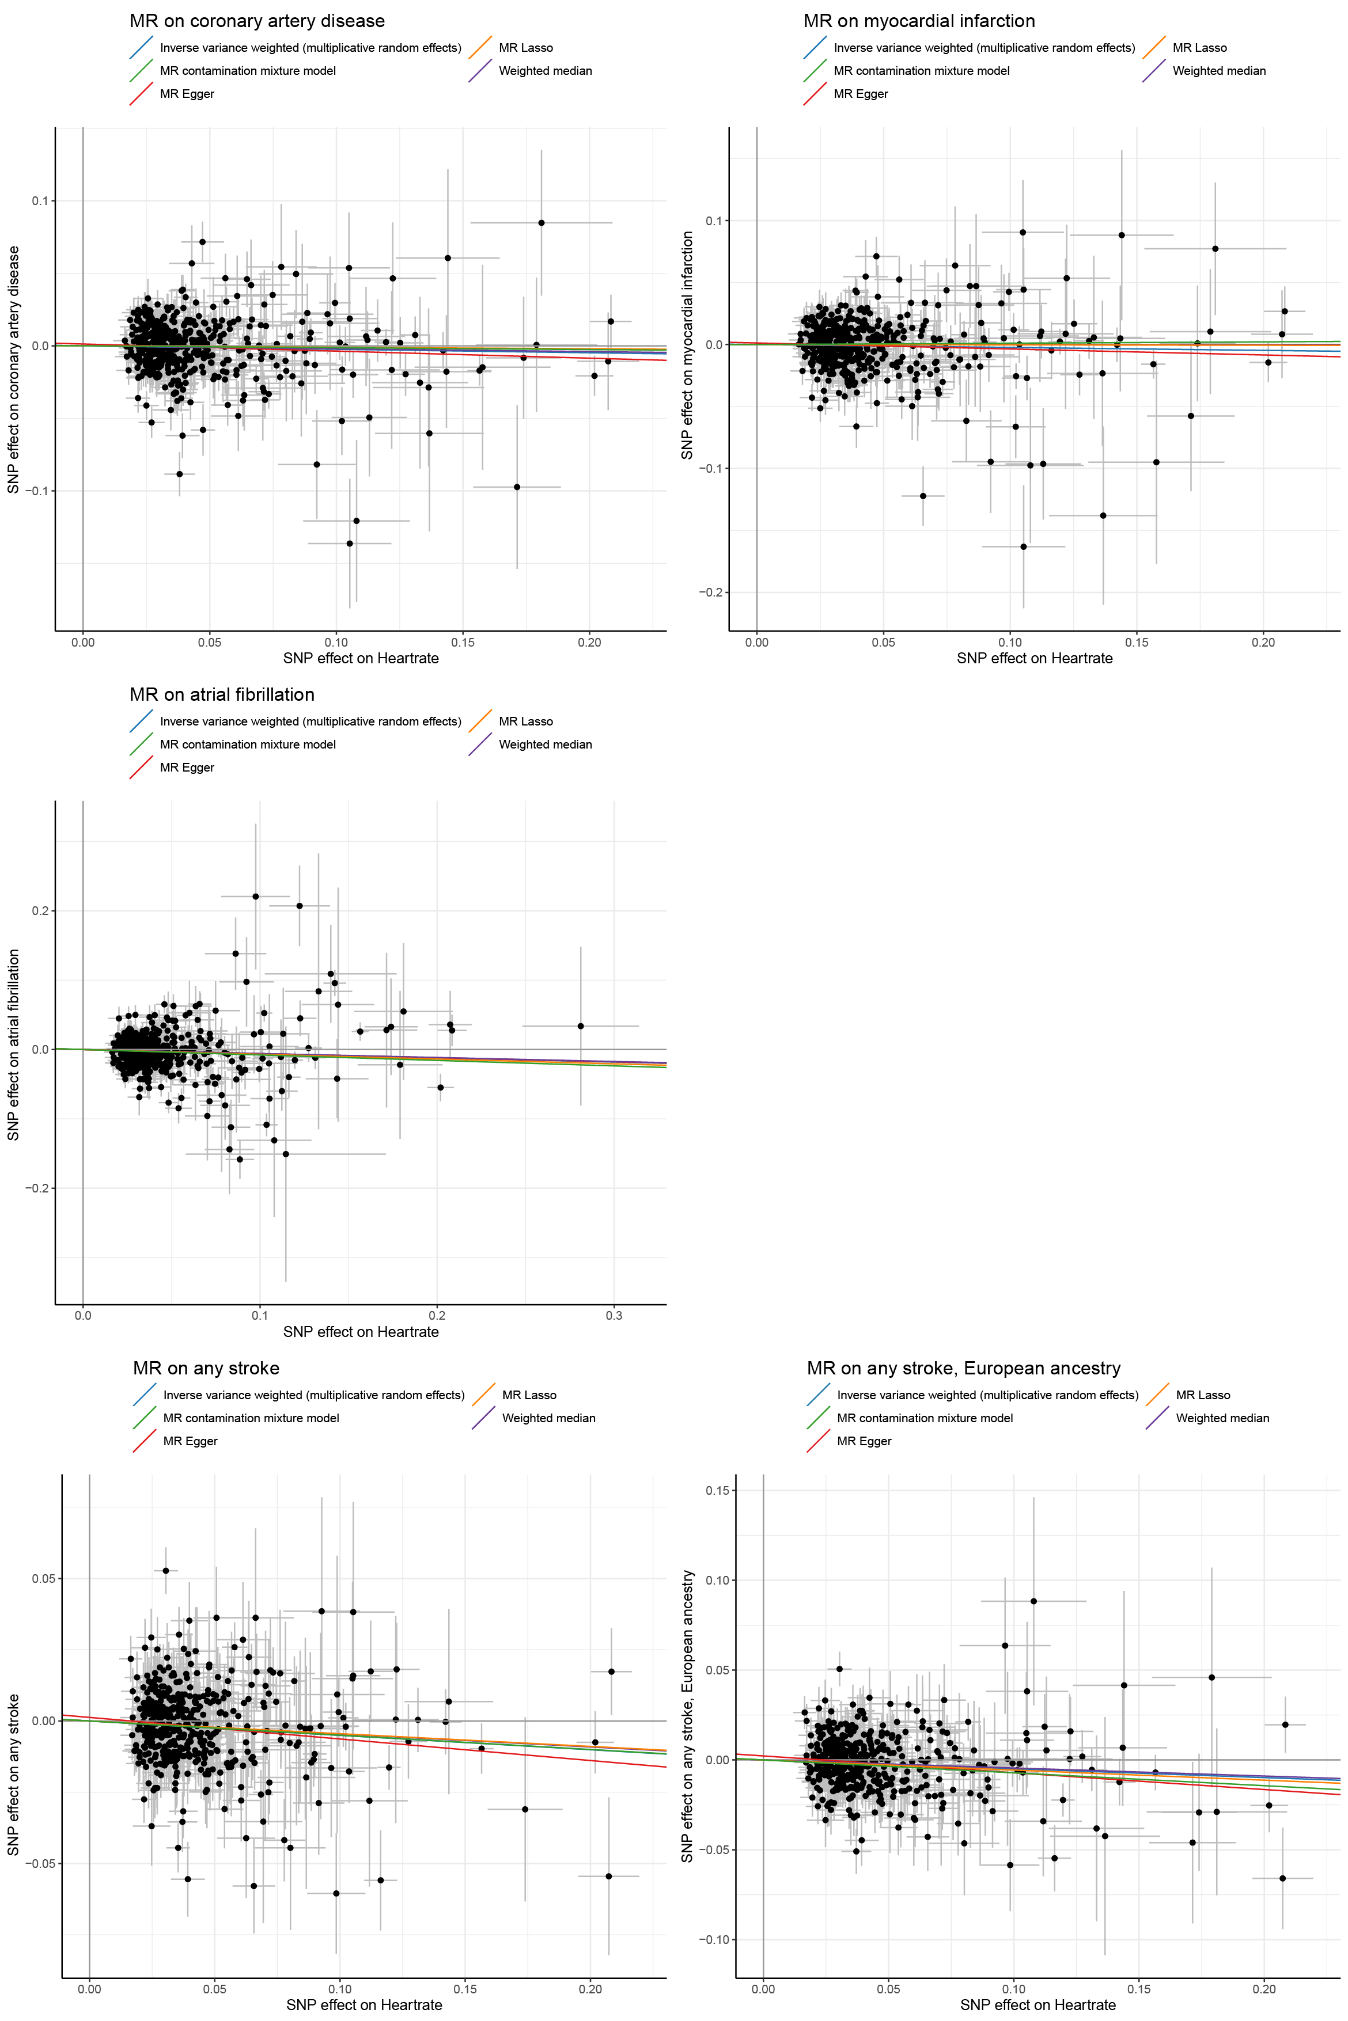 MR on coronary artery disease
Inverse variance weighted (multiplicative random effects)
MR Lasso
MR contamination mixture model
Weighted median
MR Egger
SNP effect on coronary artery disease
0.1
0.0
−0.1
0.00
0.05
0.10
0.15
0.20
SNP effect on Heartrate
MR on myocardial infarction
Inverse variance weighted (multiplicative random effects)
MR Lasso
MR contamination mixture model
Weighted median
MR Egger
SNP effect on myocardial infarction
0.1
0.0
−0.1
−0.2
0.00
0.05
0.10
0.15
0.20
SNP effect on Heartrate
MR on atrial fibrillation
Inverse variance weighted (multiplicative random effects)
MR Lasso
MR contamination mixture model
Weighted median
MR Egger
SNP effect on atrial fibrillation
0.2
0.0
−0.2
0.0
0.1
0.2
0.3
SNP effect on Heartrate
MR on any stroke
Inverse variance weighted (multiplicative random effects)
MR Lasso
MR contamination mixture model
Weighted median
MR Egger
SNP effect on any stroke
0.05
0.00
−0.05
0.00
0.05
0.10
0.15
0.20
SNP effect on Heartrate
MR on any stroke, European ancestry
Inverse variance weighted (multiplicative random effects)
MR Lasso
MR contamination mixture model
Weighted median
MR Egger
SNP effect on any stroke, European ancestry
0.15
0.10
0.05
0.00
−0.05
−0.10
0.00
0.05
0.10
0.15
0.20
SNP effect on Heartrate